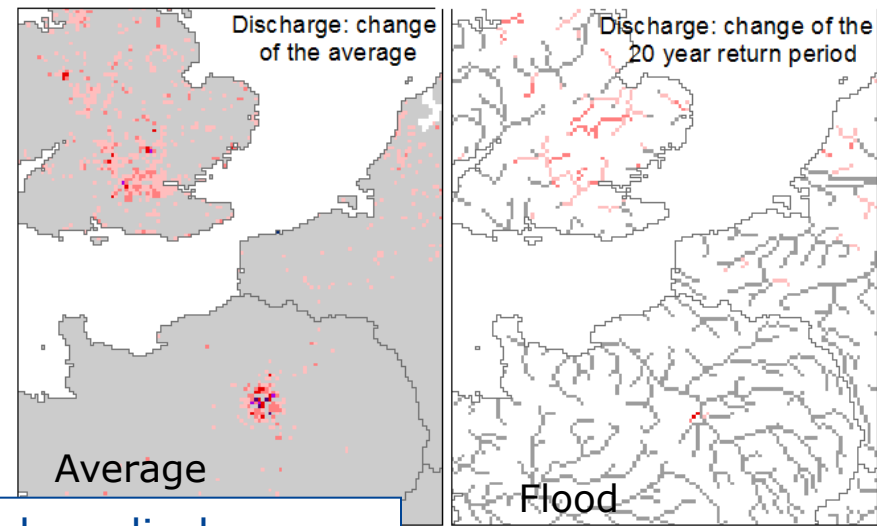 Discharge: change
of the average
Discharge: change of the
20 year return period
Average
Flood